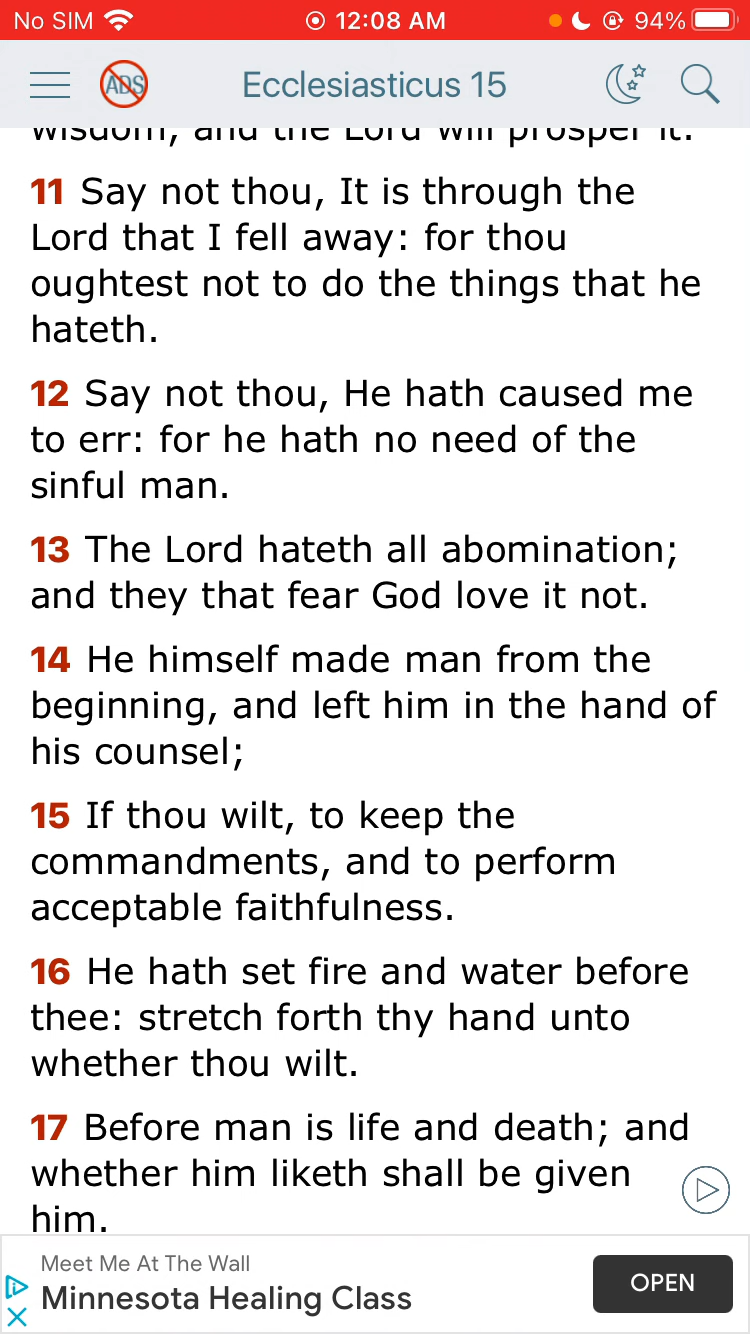 No SIM 12:08 AM 94%
ADS Ecclesiasticus 15
wisdom, and the Lord will prosper it.
11 Say not thou, It is through the
Lord that I fell away: for thou
oughtest not to do the things that he
hateth.
12 Say not thou, He hath caused me
to err: for he hath no need of the
sinful man.
13 The Lord hateth all abomination;
and they that fear God love it not.
14 He himself made man from the
beginning, and left him in the hand of
his counsel;
15 If thou wilt, to keep the
commandments, and to perform
acceptable faithfulness.
16 He hath set fire and water before
thee: stretch forth thy hand unto
whether thou wilt.
17 Before man is life and death; and
whether him liketh shall be given
him.
Meet Me At The Wall
Minnesota Healing Class
OPEN